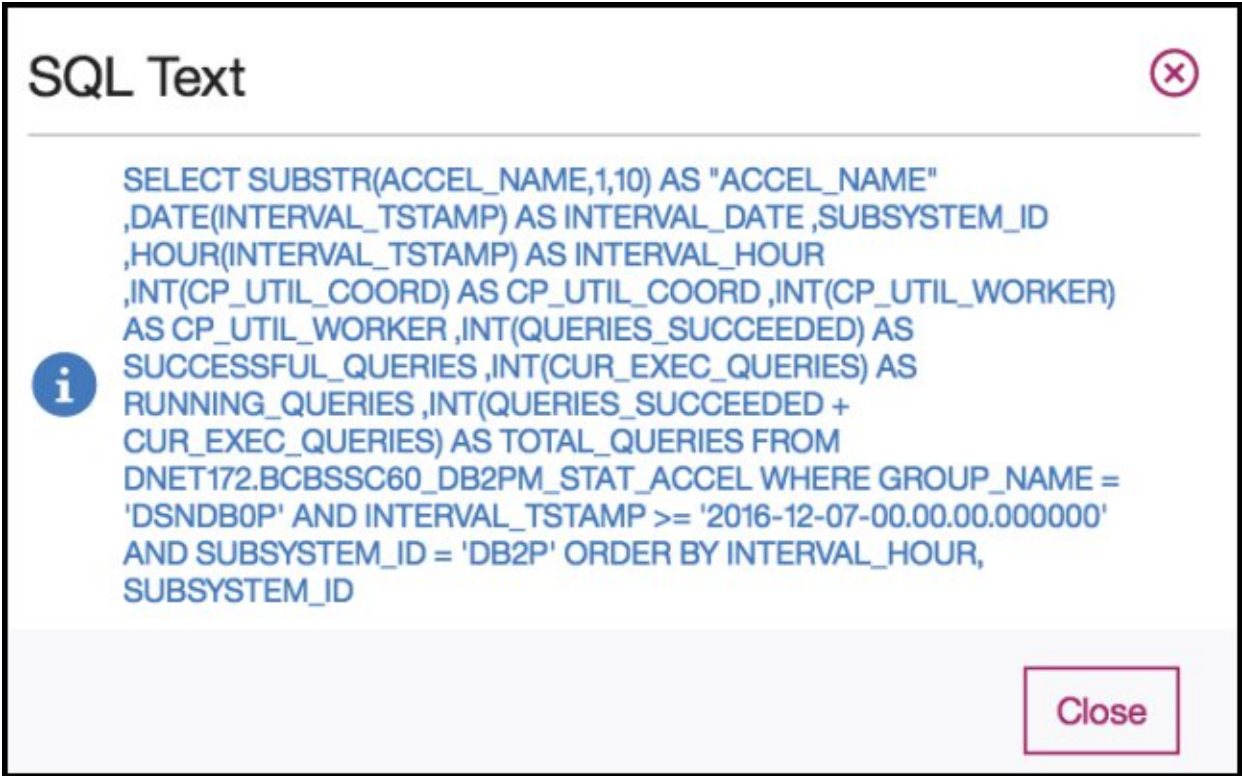 SQL Text
SELECT SUBSTR(ACCEL_NAME,1,10) AS "ACCEL_NAME"
,DATE(INTERVAL_TSTAMP) AS INTERVAL_DATE ,SUBSYSTEM_ID
,HOUR(INTERVAL_TSTAMP) AS INTERVAL_HOUR
,INT(CP_UTIL_COORD) AS CP_UTIL_COORD ,INT(CP_UTIL_WORKER)
AS CP_UTIL_WORKER ,INT(QUERIES_SUCCEEDED) AS
SUCCESSFUL_QUERIES ,INT(CUR_EXEC_QUERIES) AS
RUNNING_QUERIES ,INT(QUERIES_SUCCEEDED +
CUR_EXEC_QUERIES) AS TOTAL_QUERIES FROM
DNET172.BCBSSC60_DB2PM_STAT_ACCEL WHERE GROUP_NAME =
'DSNDB0P' AND INTERVAL_TSTAMP >= '2016-12-07-00.00.00.000000'
AND SUBSYSTEM_ID = 'DB2P' ORDER BY INTERVAL_HOUR,
SUBSYSTEM_ID
Close